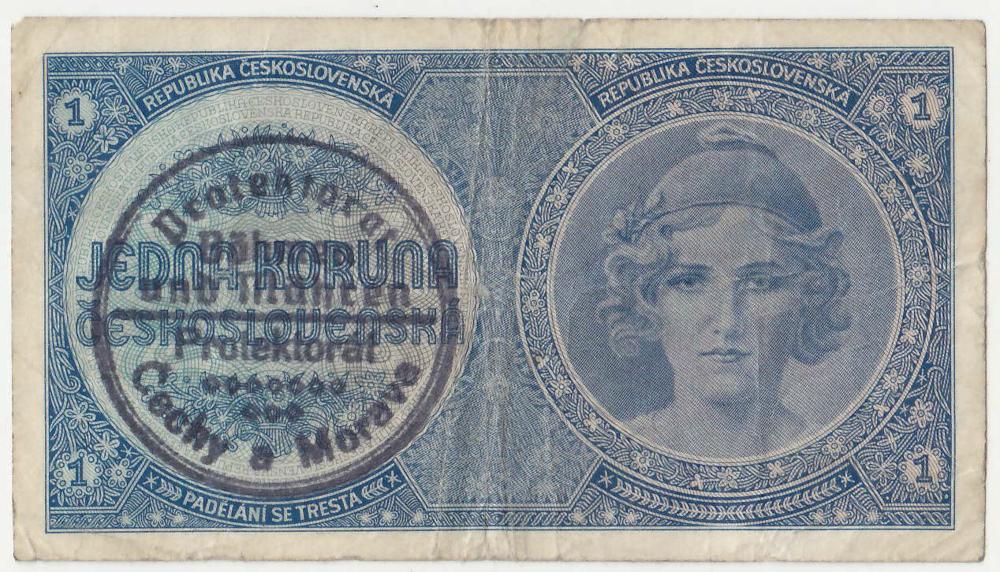 1
REPUBLIKA ČESKOSLOVENSKÁ
REPUBLIKA ČESKOSLOVENSKÁ
1
Protektorat
Böhmen
und Mähren
JEDNA KORUNA
ČESKOSLOVENSKÁ
Protektorát
Čechy a Morava
1
PADĚLÁNÍ SE TRESTÁ
1